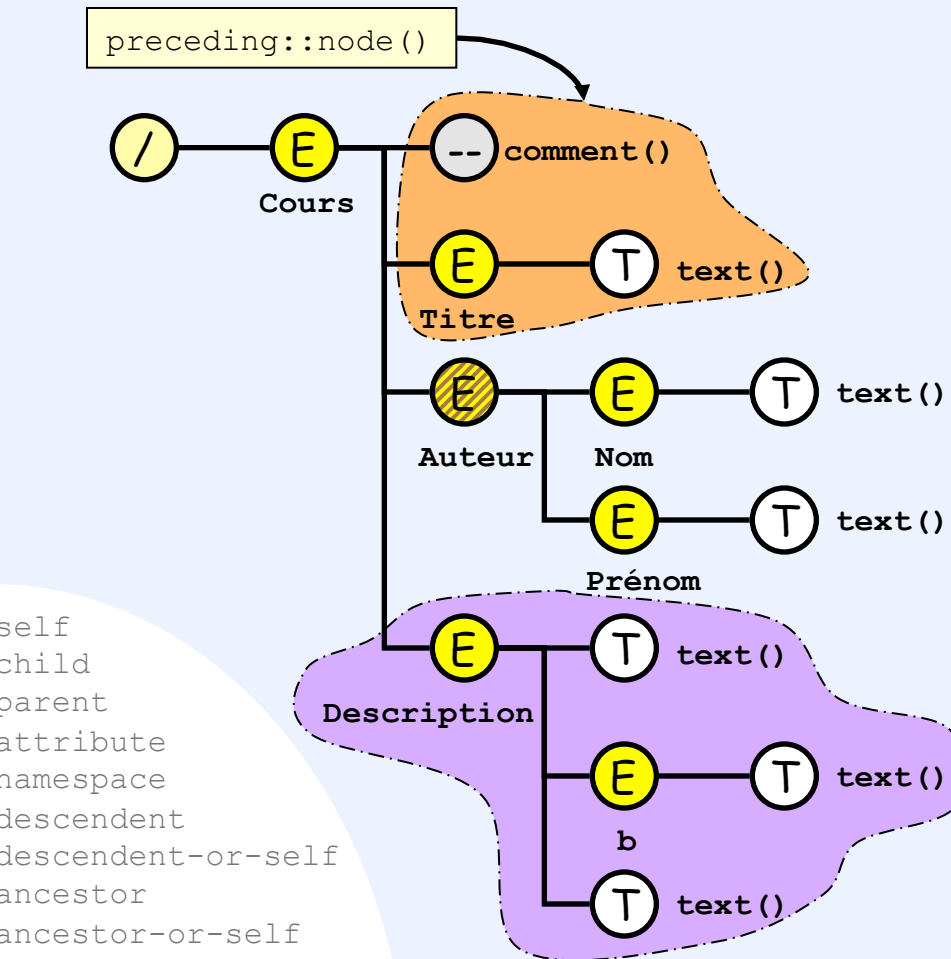 preceding::node()
/ E -- comment()
Cours
E T text()
Titre
E E T text()
Auteur Nom
E T text()
Prénom
E T text()
Description
E T text()
b
T text()
self
child
parent
attribute
namespace
descendent
descendent-or-self
ancestor
ancestor-or-self